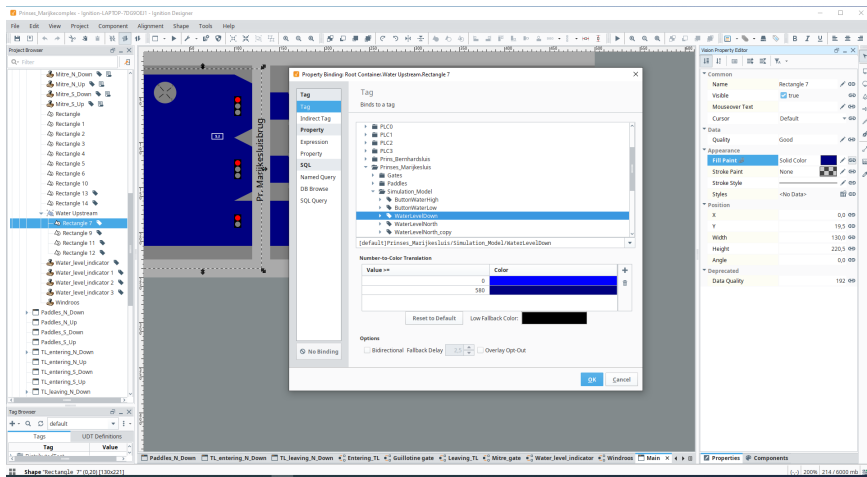 Prinses_Marijkecomplex - Ignition-LAPTOP-7DG9OEI1 - Ignition Designer
File Edit View Project Component Alignment Shape Tools Help
Project Browser
Filter
Mitre_N_Down
Mitre_N_Up
Mitre_S_Down
Mitre_S_Up
Rectangle
Rectangle 1
Rectangle 2
Rectangle 3
Rectangle 4
Rectangle 5
Rectangle 6
Rectangle 10
Rectangle 13
Rectangle 14
Water Upstream
Rectangle 7
Rectangle 9
Rectangle 11
Rectangle 12
Water_level_indicator
Water_level_indicator 1
Water_level_indicator 2
Water_level_indicator 3
Windroos
Paddles_N_Down
Paddles_N_Up
Paddles_S_Down
Paddles_S_Up
TL_entering_N_Down
TL_entering_N_Up
TL_entering_S_Down
TL_entering_S_Up
TL_leaving_N_Down
Tag Browser
default
Tags UDT Definitions
Tag Value
Pr. Marijkesluisbrug
Property Binding: Root Container.Water Upstream.Rectangle 7
Tag
Tag
Indirect Tag
Property
Expression
Property
SQL
Named Query
DB Browse
SQL Query
No Binding
Tag
Binds to a tag
PLC0
PLC1
PLC2
PLC3
Prins_Bernhardsluis
Prinses_Marijkesluis
Gates
Paddles
Simulation_Model
ButtonWaterHigh
ButtonWaterLow
WaterLevelDown
WaterLevelNorth
WaterLevelNorth_copy
[default]Prinses_Marijkesluis/Simulation_Model/WaterLevelDown
Number-to-Color Translation
Value >= Color
0
580
Reset to Default Low Fallback Color:
Options
Bidirectional Fallback Delay 2.5 Overlay Opt-Out
OK Cancel
Vision Property Editor
Common
Name Rectangle 7
Visible true
Mouseover Text
Cursor Default
Data
Quality Good
Appearance
Fill Paint Solid Color
Stroke Paint None
Stroke Style
Styles <No Data>
Position
X 0,0
Y 19,5
Width 130,0
Height 220,5
Angle 0,0
Deprecated
Data Quality 192
Paddles_N_Down TL_entering_N_Down TL_leaving_N_Down Entering_TL Guillotine gate Leaving_TL Mitre_gate Water_level_indicator Windroos Main
Properties Components
Shape "Rectangle 7" (0,20) [130x221] 200% 214 / 6000 mb